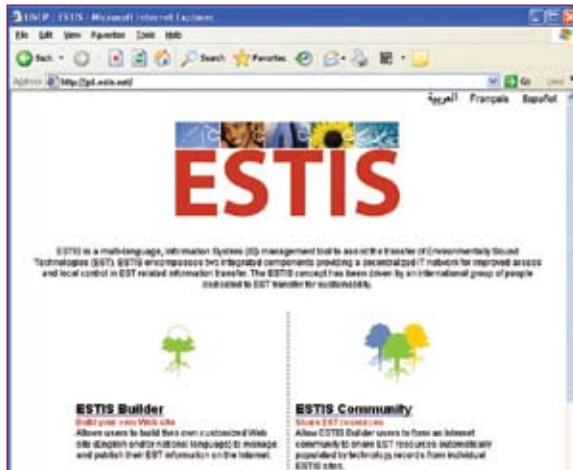 UNEP : ESTIS - Microsoft Internet Explorer
File Edit View Favorites Tools Help
Back Search Favorites
Address http://jp1.estis.net/ Go Links
العربية Français Español
ESTIS
ESTIS is a multi-language, Information System (IS) management tool to assist the transfer of Environmentally Sound
Technologies (EST). ESTIS encompasses two integrated components providing a decentralized IT network for improved access
and local control in EST related information transfer. The ESTIS concept has been driven by an international group of people
dedicated to EST transfer for sustainability.
ESTIS Builder
Build your own Web site
Allows users to build their own customized Web
site (English and/or national language) to manage
and publish their EST information on the Internet.
ESTIS Community
Share EST resources
Allow ESTIS Builder users to form an Internet
community to share EST resources automatically
populated by technology records from individual
ESTIS sites.